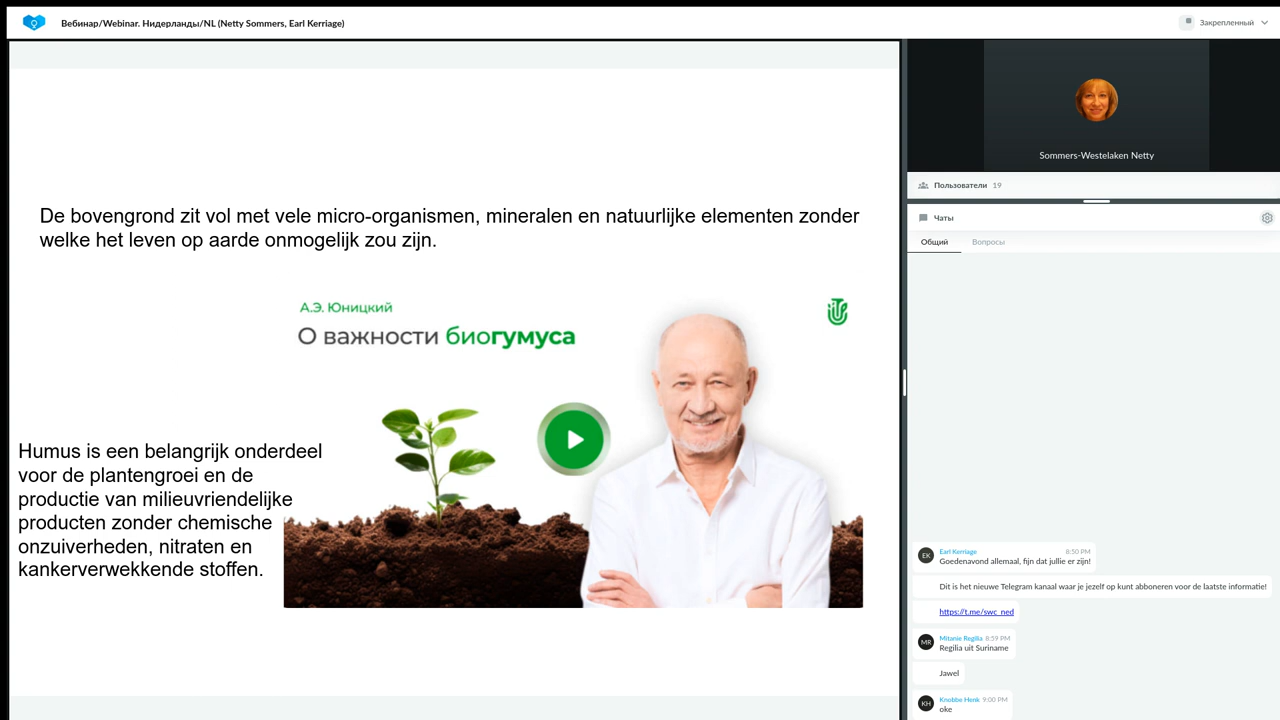 Вебинар/Webinar. Нидерланды/NL (Netty Sommers, Earl Kerriage)
Закрепленный
De bovengrond zit vol met vele micro-organismen, mineralen en natuurlijke elementen zonder
welke het leven op aarde onmogelijk zou zijn.
А.Э. Юницкий
О важности биогумуса
Humus is een belangrijk onderdeel
voor de plantengroei en de
productie van milieuvriendelijke
producten zonder chemische
onzuiverheden, nitraten en
kankerverwekkende stoffen.
Sommers-Westelaken Netty
Пользователи 19
Чаты
Общий Вопросы
EK Earl Kerriage 8:50 PM
Goedenavond allemaal, fijn dat jullie er zijn!
Dit is het nieuwe Telegram kanaal waar je jezelf op kunt abboneren voor de laatste informatie!
https://t.me/swc_ned
MR Mitanie Regilia 8:59 PM
Regilia uit Suriname
Jawel
KH Knobbe Henk 9:00 PM
oke